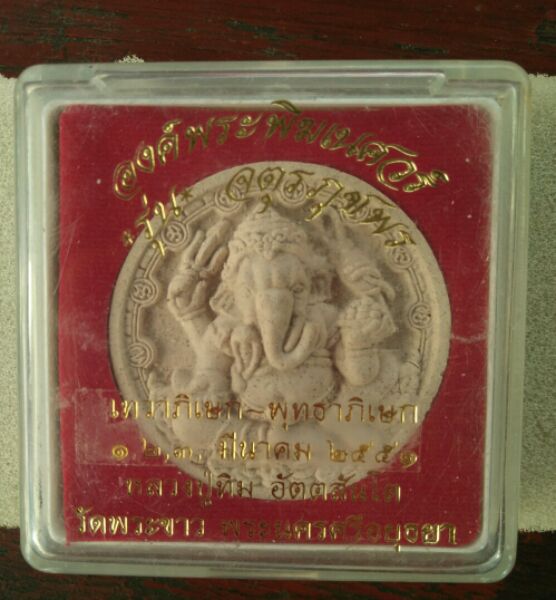 องค์พระพิฆเนศวร์
"รุ่น" จตุรภุชพร
เทวาภิเษก-พุทธาภิเษก
๑ ๒,๓, มีนาคม ๒๕๕๑
หลวงปู่ทิม อัตตสันโต
วัดพระขาว พระนครศรีอยุธยา